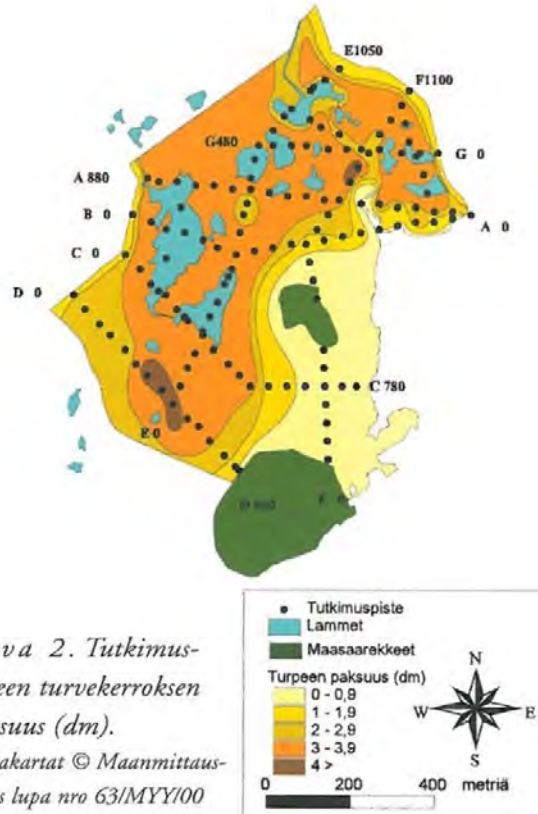 E1050
F1100
G480
G 0
A 880
B 0
A 0
C 0
D 0
C 780
E 0
D 800
F 0
va 2. Tutkimus-
een turvekerroksen
suus (dm).
akartat © Maanmittaus-
s lupa nro 63/MYY/00
Tutkimuspiste
Lammet
Maasaarekkeet
Turpeen paksuus (dm)
0 - 0,9
1 - 1,9
2 - 2,9
3 - 3,9
4 >
N
W E
S
0 200 400 metriä